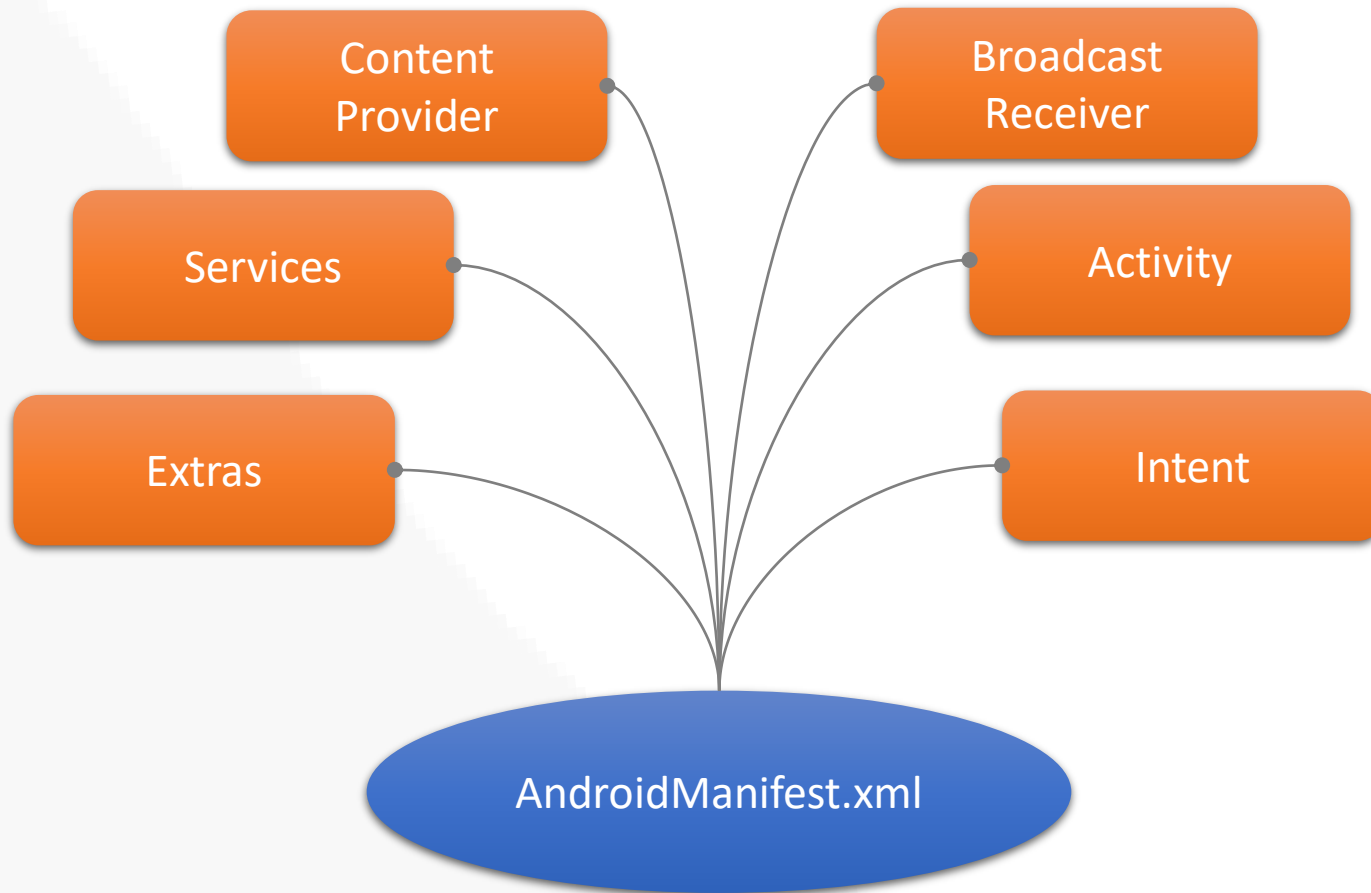 Content
Provider
Broadcast
Receiver
Services
Activity
Extras
Intent
AndroidManifest.xml